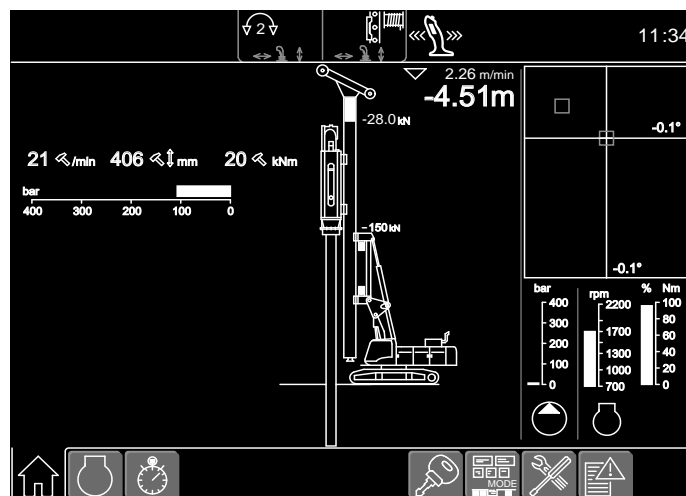 2
11:34
2.26 m/min
-4.51m
-28.0 kN
-0.1°
21 /min 406 mm 20 kNm
bar
400 300 200 100 0
-150 kN
-0.1°
bar
400
300
200
100
0
rpm
2200
1700
1300
1000
700
% Nm
100
80
60
40
20
0
MODE